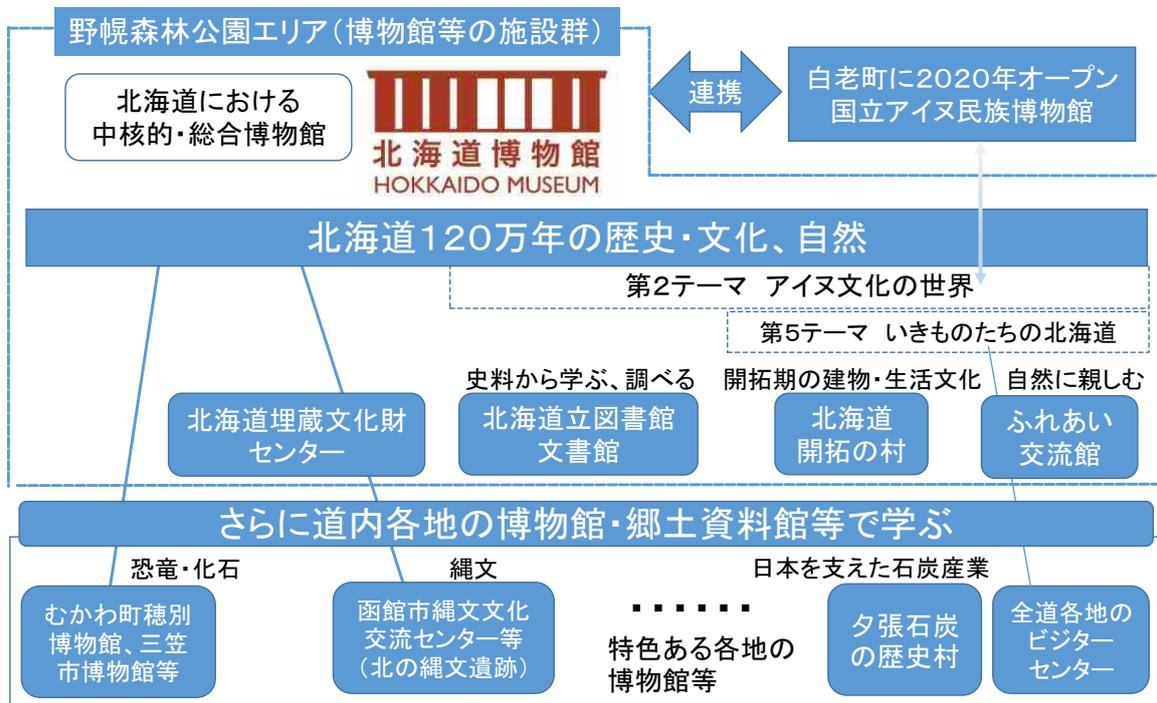 野幌森林公園エリア(博物館等の施設群)
北海道における
中核的・総合博物館
北海道博物館
HOKKAIDO MUSEUM
連携
白老町に2020年オープン
国立アイヌ民族博物館
北海道120万年の歴史・文化、自然
第2テーマ アイヌ文化の世界
第5テーマ いきものたちの北海道
北海道埋蔵文化財
センター
史料から学ぶ、調べる
北海道立図書館
文書館
開拓期の建物・生活文化
北海道
開拓の村
自然に親しむ
ふれあい
交流館
さらに道内各地の博物館・郷土資料館等で学ぶ
恐竜・化石
むかわ町穂別
博物館、三笠
市博物館等
縄文
函館市縄文文化
交流センター等
(北の縄文遺跡)
・・・・・・
特色ある各地の
博物館等
日本を支えた石炭産業
夕張石炭
の歴史村
全道各地の
ビジター
センター